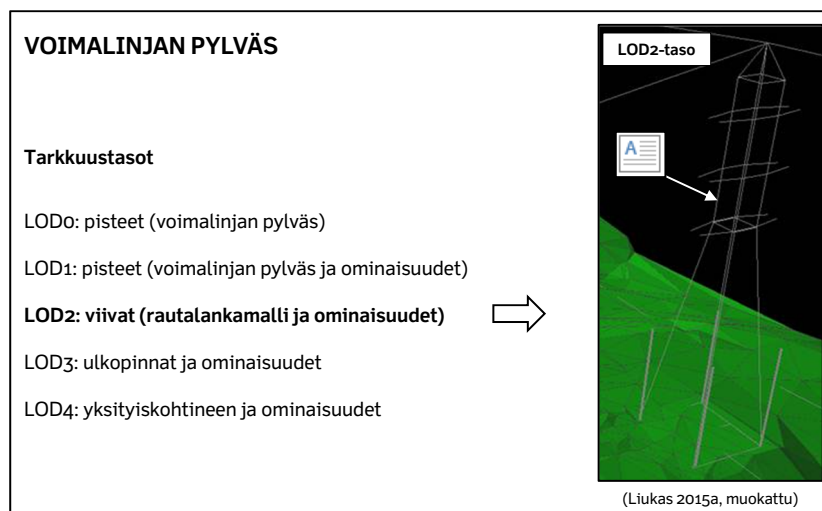 VOIMALINJAN PYLVÄS
Tarkkuustasot
LOD0: pisteet (voimalinjan pylväs)
LOD1: pisteet (voimalinjan pylväs ja ominaisuudet)
LOD2: viivat (rautalankamalli ja ominaisuudet)
LOD3: ulkopinnat ja ominaisuudet
LOD4: yksityiskohtineen ja ominaisuudet
LOD2-taso
A
(Liukas 2015a, muokattu)